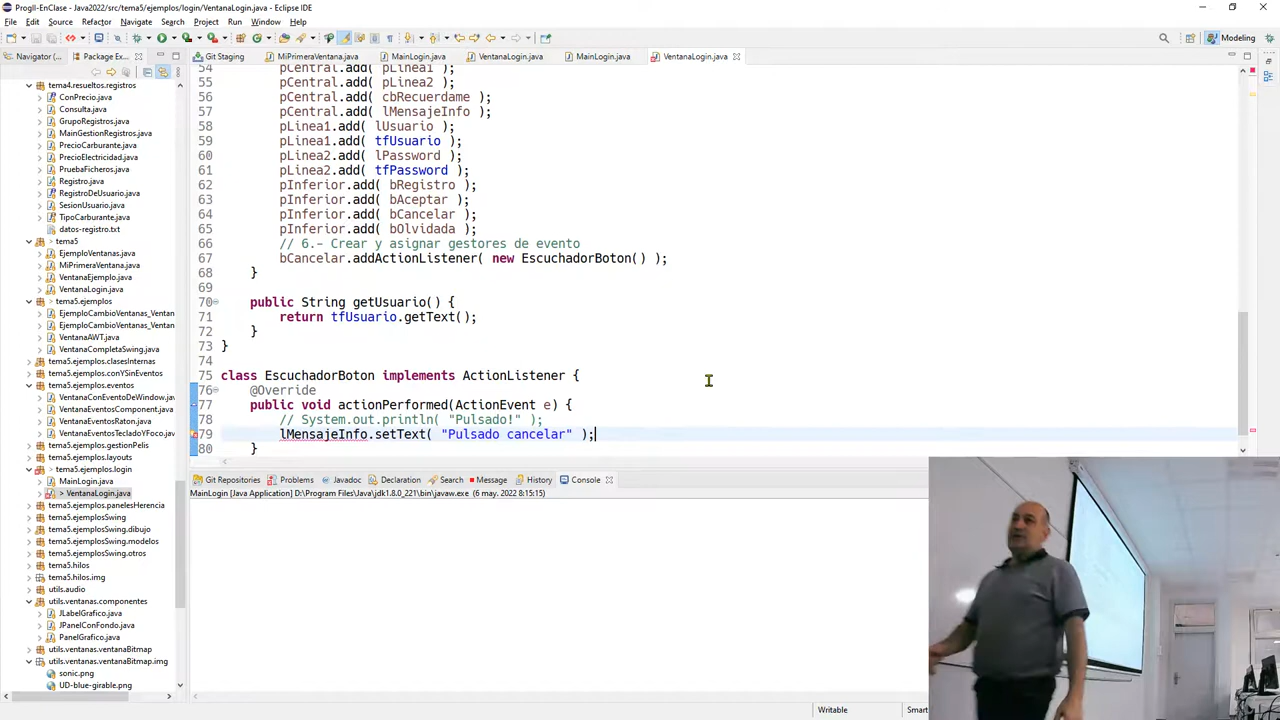 ProgII-EnClase - Java2022/src/tema5/ejemplos/login/VentanaLogin.java - Eclipse IDE
File Edit Source Refactor Navigate Search Project Run Window Help
Modeling
Navigator (... Package Ex... Git Staging MiPrimeraVentana.java MainLogin.java VentanaLogin.java MainLogin.java VentanaLogin.java
tema4.resueltos.registros
ConPrecio.java
Consulta.java
GrupoRegistros.java
MainGestionRegistros.java
PrecioCarburante.java
PrecioElectricidad.java
PruebaFicheros.java
Registro.java
RegistroDeUsuario.java
SesionUsuario.java
TipoCarburante.java
datos-registro.txt
> tema5
EjemploVentanas.java
MiPrimeraVentana.java
VentanaEjemplo.java
VentanaLogin.java
> tema5.ejemplos
EjemploCambioVentanas_Ventan
EjemploCambioVentanas_Ventan
VentanaAWT.java
VentanaCompletaSwing.java
tema5.ejemplos.clasesInternas
tema5.ejemplos.conYSinEventos
tema5.ejemplos.eventos
VentanaConEventoDeWindow.java
VentanaEventosComponent.java
VentanaEventosRaton.java
VentanaEventosTecladoYFoco.java
tema5.ejemplos.gestionPelis
tema5.ejemplos.layouts
> tema5.ejemplos.login
MainLogin.java
> VentanaLogin.java
tema5.ejemplos.panelesHerencia
tema5.ejemplosSwing
tema5.ejemplosSwing.dibujo
tema5.ejemplosSwing.modelos
tema5.ejemplosSwing.otros
tema5.hilos
tema5.hilos.img
utils.audio
utils.ventanas.componentes
JLabelGrafico.java
JPanelConFondo.java
PanelGrafico.java
utils.ventanas.ventanaBitmap
utils.ventanas.ventanaBitmap.img
sonic.png
UD-blue-girable.png
54 pCentral.add( pLinea1 );
55 pCentral.add( pLinea2 );
56 pCentral.add( cbRecuerdame );
57 pCentral.add( lMensajeInfo );
58 pLinea1.add( lUsuario );
59 pLinea1.add( tfUsuario );
60 pLinea2.add( lPassword );
61 pLinea2.add( tfPassword );
62 pInferior.add( bRegistro );
63 pInferior.add( bAceptar );
64 pInferior.add( bCancelar );
65 pInferior.add( bOlvidada );
66 // 6.- Crear y asignar gestores de evento
67 bCancelar.addActionListener( new EscuchadorBoton() );
68 }
69
70 public String getUsuario() {
71 return tfUsuario.getText();
72 }
73 }
74
75 class EscuchadorBoton implements ActionListener {
76 @Override
77 public void actionPerformed(ActionEvent e) {
78 // System.out.println( "Pulsado!" );
79 lMensajeInfo.setText( "Pulsado cancelar" );
80 }
Git Repositories Problems Javadoc Declaration Search Message History Console
MainLogin [Java Application] D:\Program Files\Java\jdk1.8.0_221\bin\javaw.exe (6 may. 2022 8:15:15)
Writable Smart